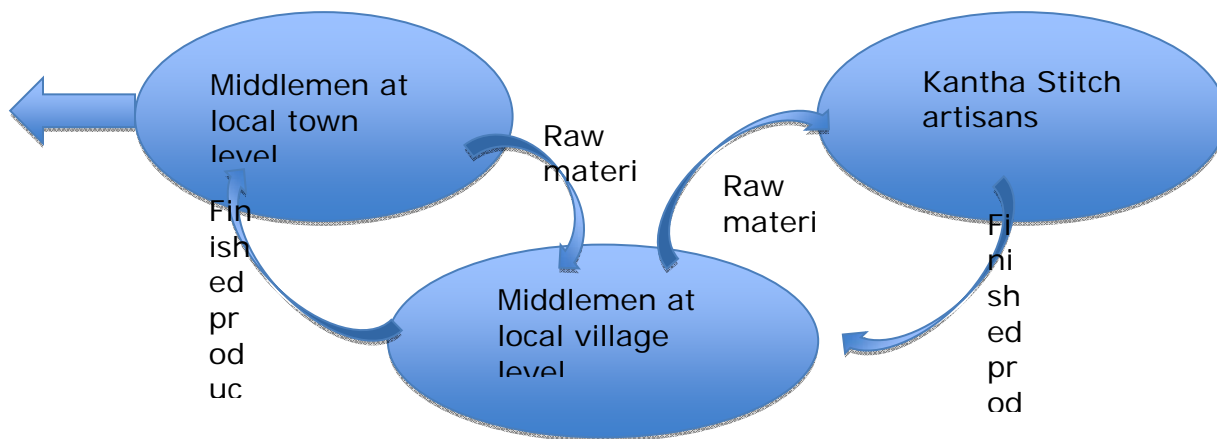 Middlemen at
local town
level
Kantha Stitch
artisans
Raw
materi
Raw
materi
Fin
ish
ed
pr
od
uc
Middlemen at
local village
level
Fi
ni
sh
ed
pr
od